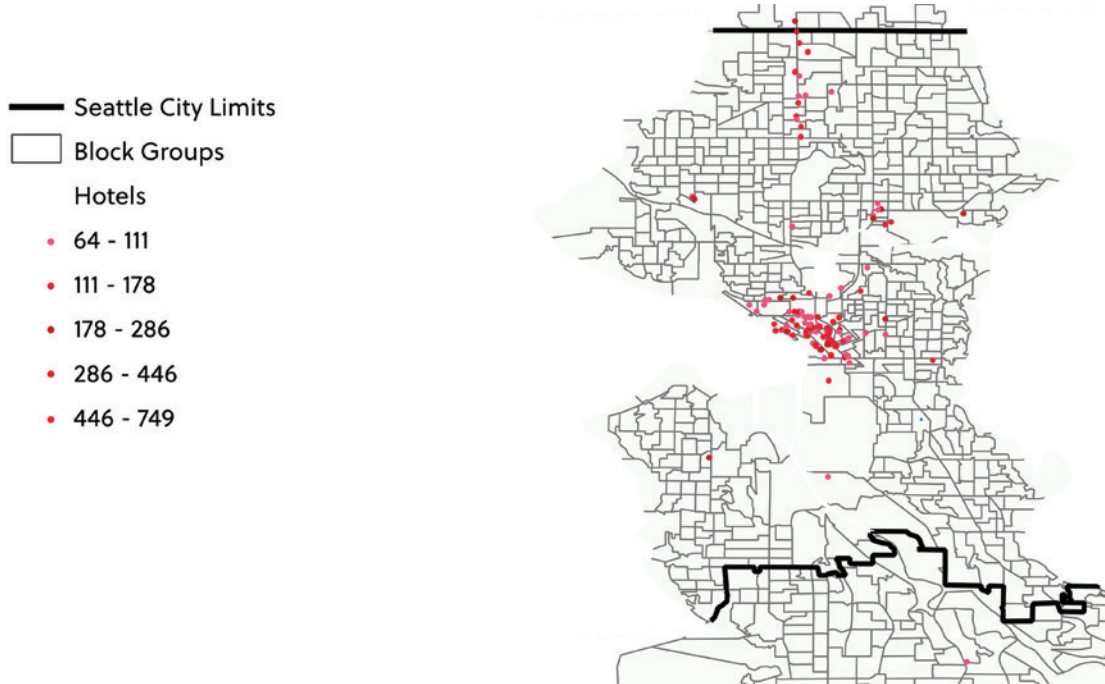 Seattle City Limits
Block Groups
Hotels
64 - 111
111 - 178
178 - 286
286 - 446
446 - 749